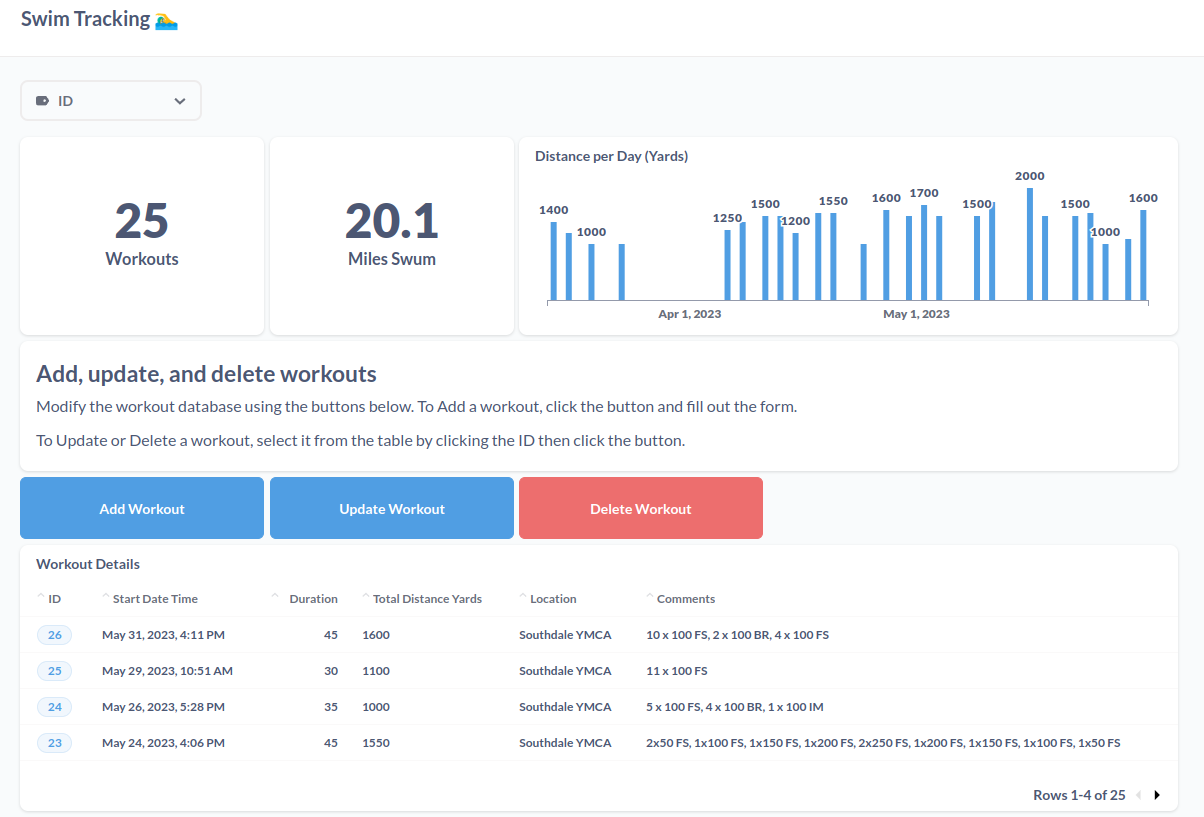 Swim Tracking 🏊
ID
25
Workouts
20.1
Miles Swum
Distance per Day (Yards)
1400
1000
1250
1500
1200
1550
1600
1700
1500
2000
1500
1000
1600
Apr 1, 2023
May 1, 2023
Add, update, and delete workouts
Modify the workout database using the buttons below. To Add a workout, click the button and fill out the form.
To Update or Delete a workout, select it from the table by clicking the ID then click the button.
Add Workout Update Workout Delete Workout
Workout Details
ID Start Date Time Duration Total Distance Yards Location Comments
26 May 31, 2023, 4:11 PM 45 1600 Southdale YMCA 10 x 100 FS, 2 x 100 BR, 4 x 100 FS
25 May 29, 2023, 10:51 AM 30 1100 Southdale YMCA 11 x 100 FS
24 May 26, 2023, 5:28 PM 35 1000 Southdale YMCA 5 x 100 FS, 4 x 100 BR, 1 x 100 IM
23 May 24, 2023, 4:06 PM 45 1550 Southdale YMCA 2x50 FS, 1x100 FS, 1x150 FS, 1x200 FS, 2x250 FS, 1x200 FS, 1x150 FS, 1x100 FS, 1x50 FS
Rows 1-4 of 25